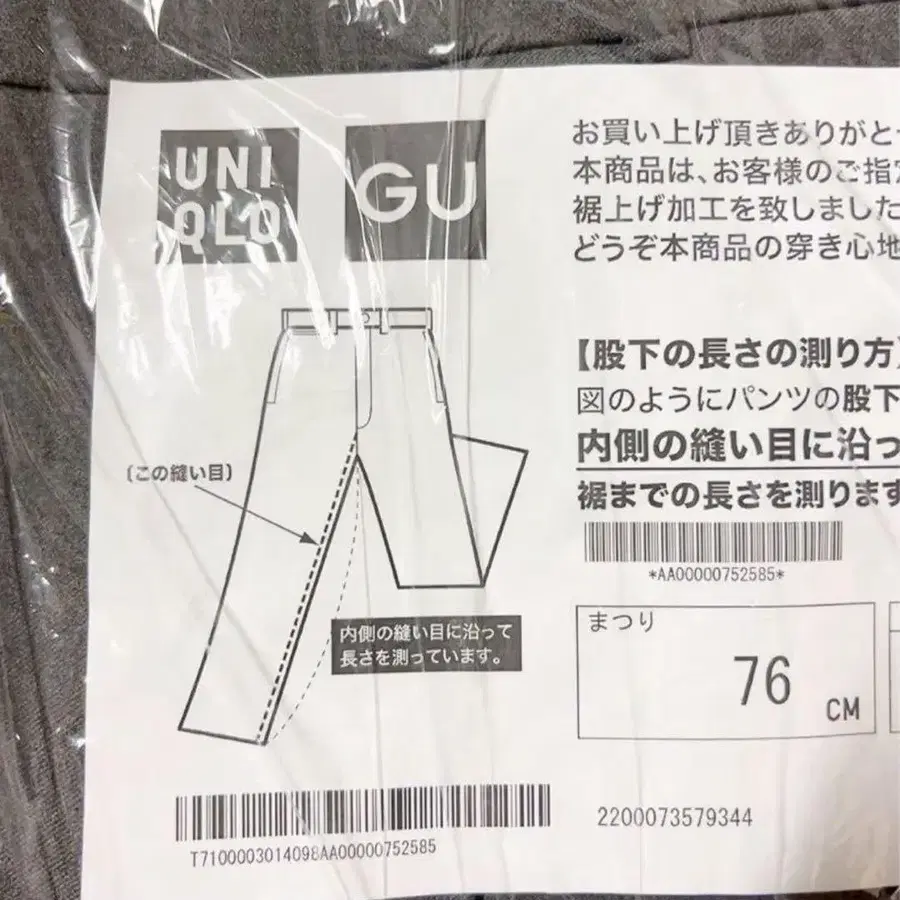 UNI
QLO
GU
お買い上げ頂きありがと
本商品は、お客様のご指定
裾上げ加工を致しました
どうぞ本商品の穿き心地
【股下の長さの測り方】
図のようにパンツの股下
内側の縫い目に沿っ
裾までの長さを測ります
(この縫い目)
*AA00000752585*
内側の縫い目に沿って
長さを測っています。
まつり
76
CM
2200073579344
T7100003014098AA00000752585